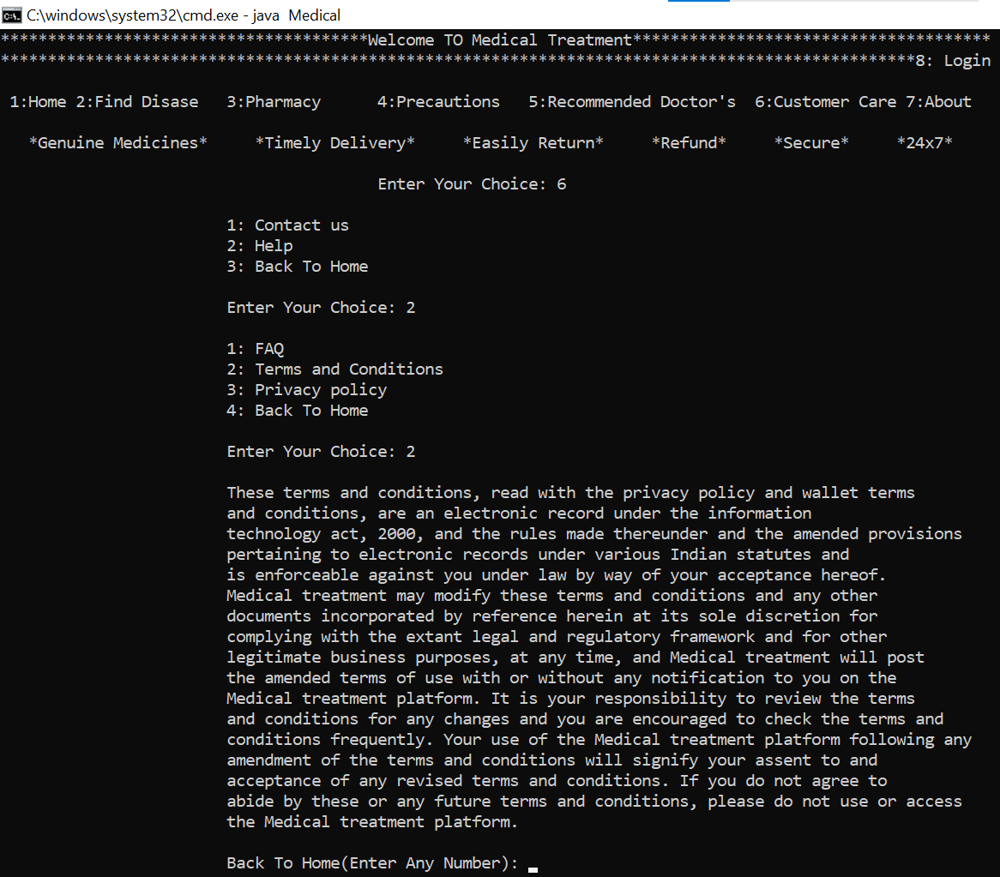 C:\windows\system32\cmd.exe - java  Medical
***************************************Welcome TO Medical Treatment**************************************
*************************************************************************************************8: Login
1:Home 2:Find Disase   3:Pharmacy      4:Precautions   5:Recommended Doctor's  6:Customer Care 7:About
*Genuine Medicines*     *Timely Delivery*     *Easily Return*     *Refund*     *Secure*     *24x7*
Enter Your Choice: 6
1: Contact us
2: Help
3: Back To Home
Enter Your Choice: 2
1: FAQ
2: Terms and Conditions
3: Privacy policy
4: Back To Home
Enter Your Choice: 2
These terms and conditions, read with the privacy policy and wallet terms
and conditions, are an electronic record under the information
technology act, 2000, and the rules made thereunder and the amended provisions
pertaining to electronic records under various Indian statutes and
is enforceable against you under law by way of your acceptance hereof.
Medical treatment may modify these terms and conditions and any other
documents incorporated by reference herein at its sole discretion for
complying with the extant legal and regulatory framework and for other
legitimate business purposes, at any time, and Medical treatment will post
the amended terms of use with or without any notification to you on the
Medical treatment platform. It is your responsibility to review the terms
and conditions for any changes and you are encouraged to check the terms and
conditions frequently. Your use of the Medical treatment platform following any
amendment of the terms and conditions will signify your assent to and
acceptance of any revised terms and conditions. If you do not agree to
abide by these or any future terms and conditions, please do not use or access
the Medical treatment platform.
Back To Home(Enter Any Number):